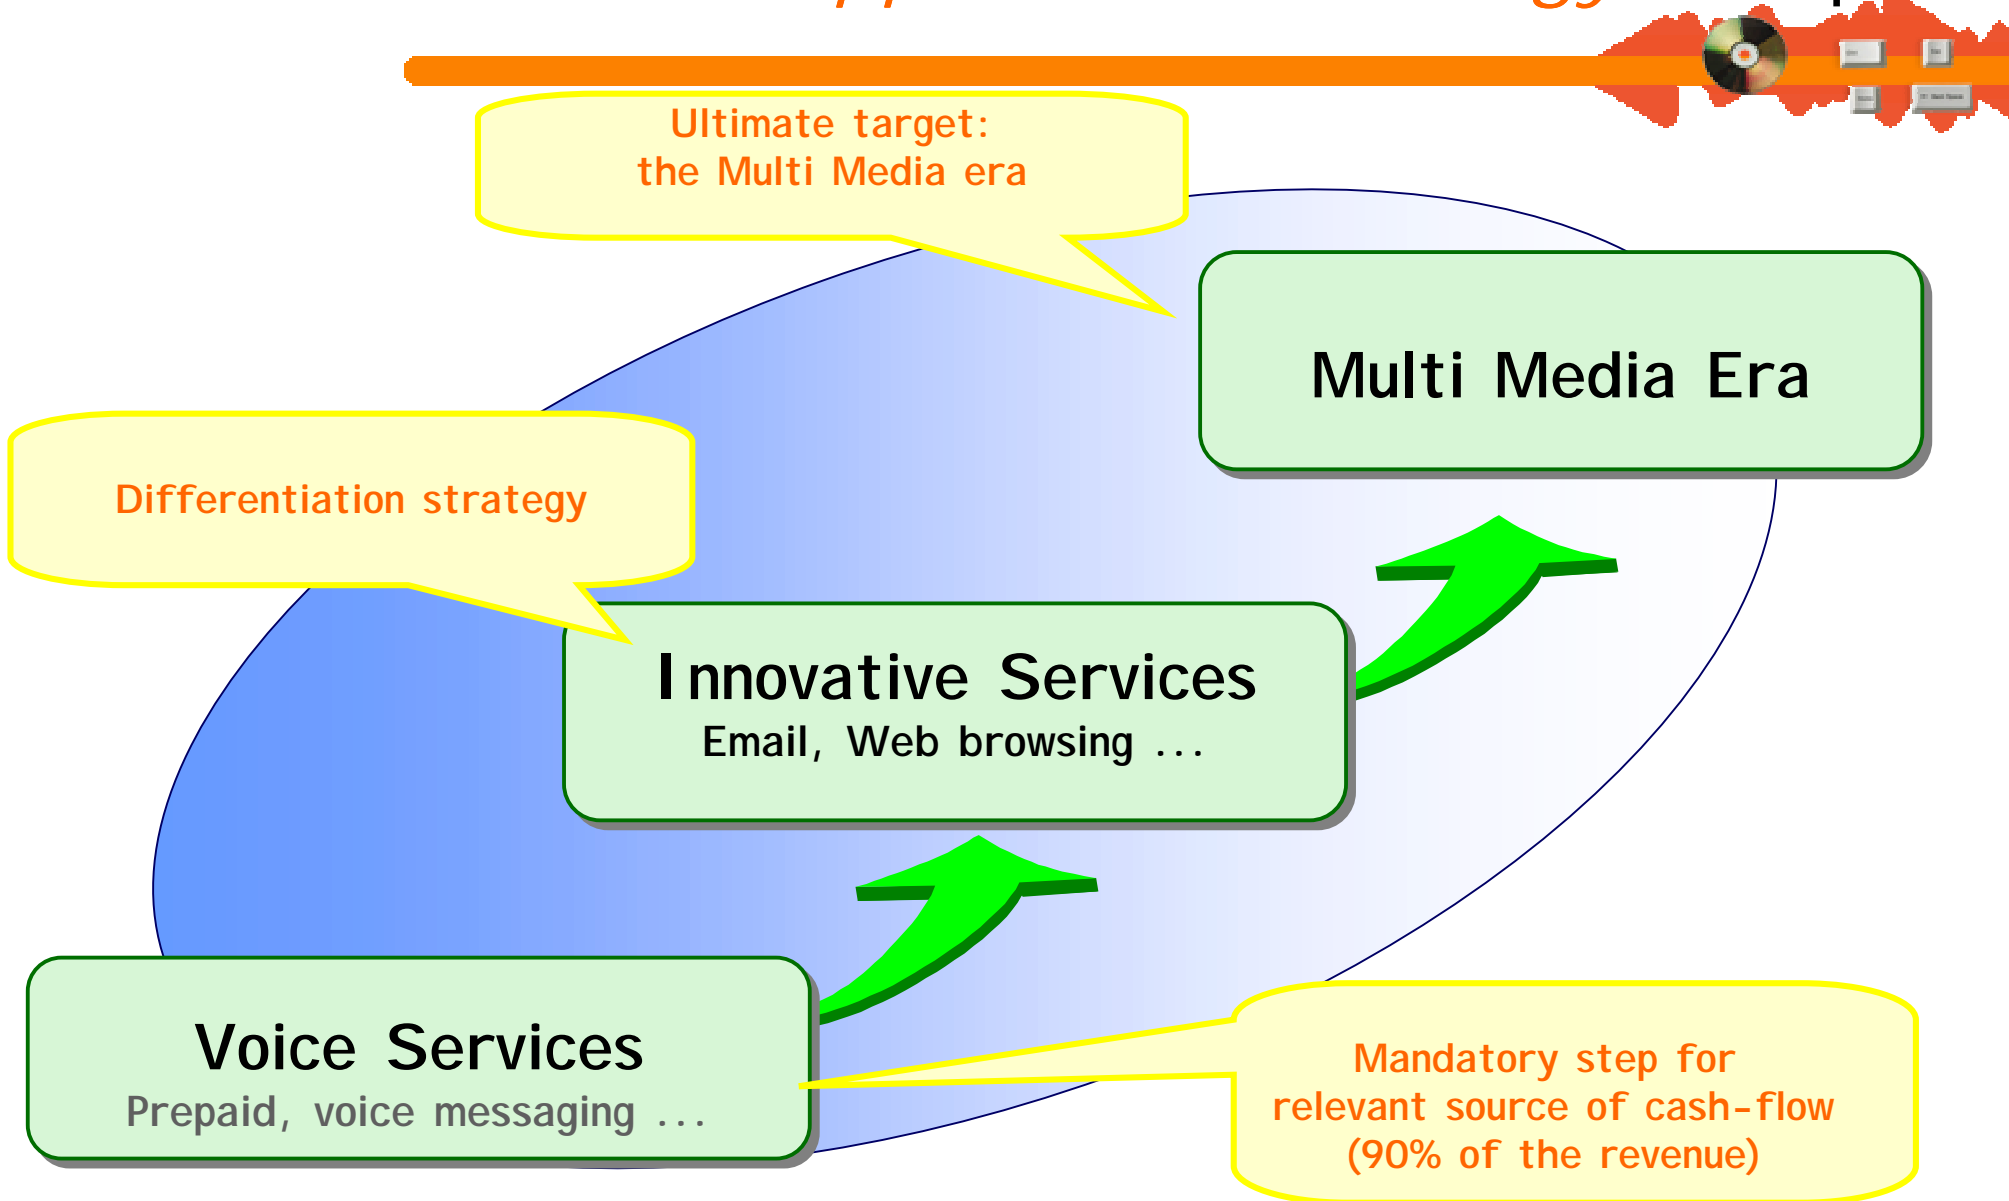 Ultimate target:
the Multi Media era
Multi Media Era
Differentiation strategy
Innovative Services
Email, Web browsing ...
Voice Services
Prepaid, voice messaging ...
Mandatory step for
relevant source of cash-flow
(90% of the revenue)